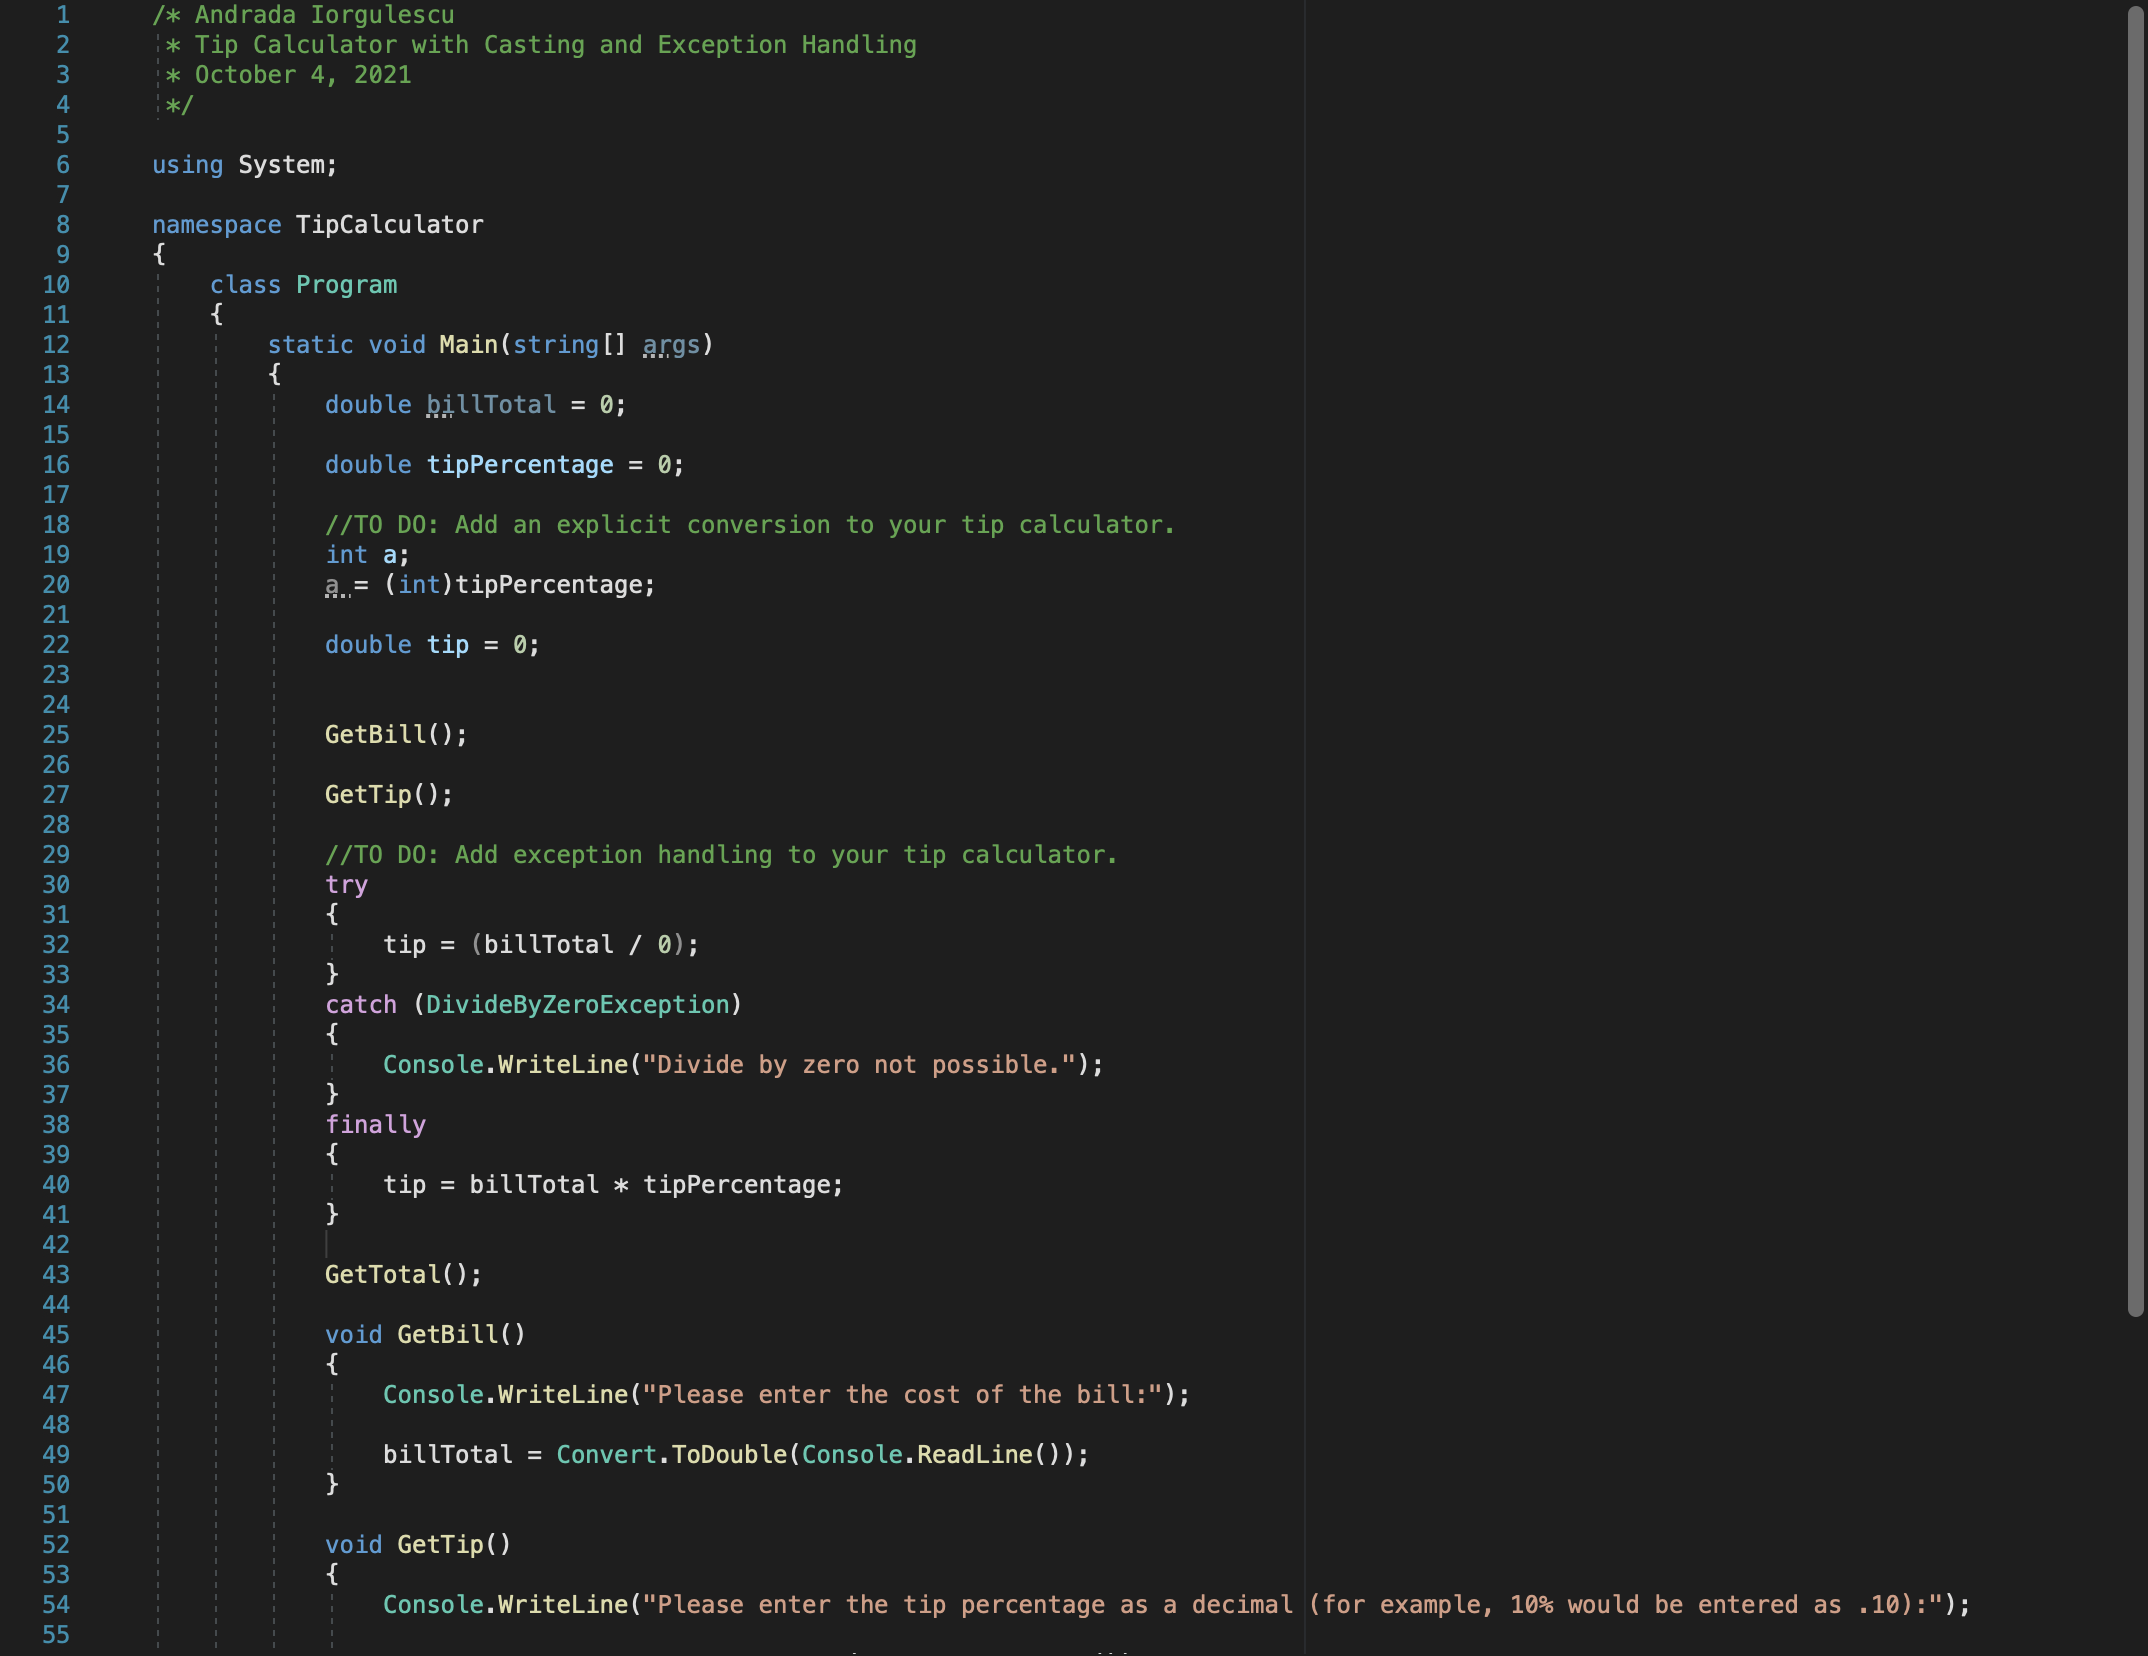 1 /* Andrada Iorgulescu
2 * Tip Calculator with Casting and Exception Handling
3 * October 4, 2021
4 */
5
6 using System;
7
8 namespace TipCalculator
9 {
10 class Program
11 {
12 static void Main(string[] args)
13 {
14 double billTotal = 0;
15
16 double tipPercentage = 0;
17
18 //TO DO: Add an explicit conversion to your tip calculator.
19 int a;
20 a = (int)tipPercentage;
21
22 double tip = 0;
23
24
25 GetBill();
26
27 GetTip();
28
29 //TO DO: Add exception handling to your tip calculator.
30 try
31 {
32 tip = (billTotal / 0);
33 }
34 catch (DivideByZeroException)
35 {
36 Console.WriteLine("Divide by zero not possible.");
37 }
38 finally
39 {
40 tip = billTotal * tipPercentage;
41 }
42
43 GetTotal();
44
45 void GetBill()
46 {
47 Console.WriteLine("Please enter the cost of the bill:");
48
49 billTotal = Convert.ToDouble(Console.ReadLine());
50 }
51
52 void GetTip()
53 {
54 Console.WriteLine("Please enter the tip percentage as a decimal (for example, 10% would be entered as .10):");
55